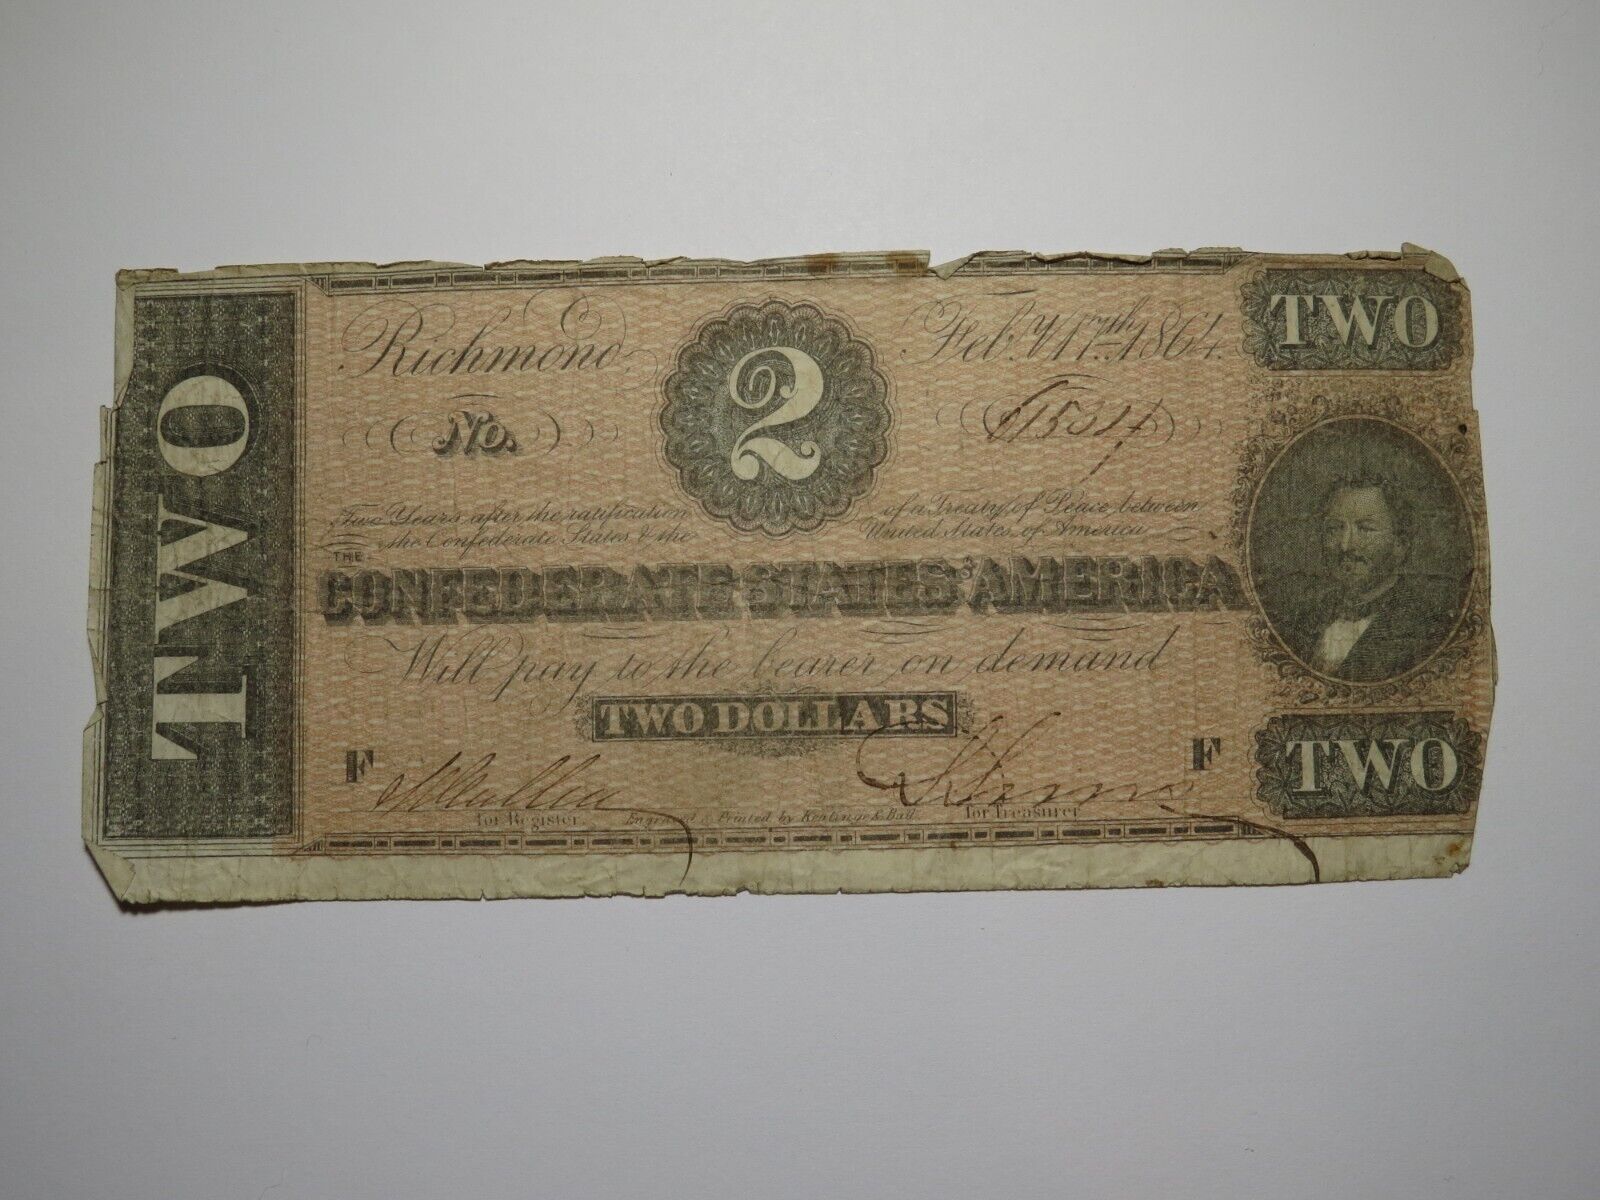 TWO
Richmond,
2
Feby. 17th. 1864.
TWO
No.
Two Years after the ratification of a Treaty of Peace between
the Confederate States & the United States of America
THE
CONFEDERATE STATES OF AMERICA
Will pay to the bearer on demand
TWO DOLLARS
F
F
TWO
for Register.
Engraved & Printed by Keatinge & Ball
for Treasurer